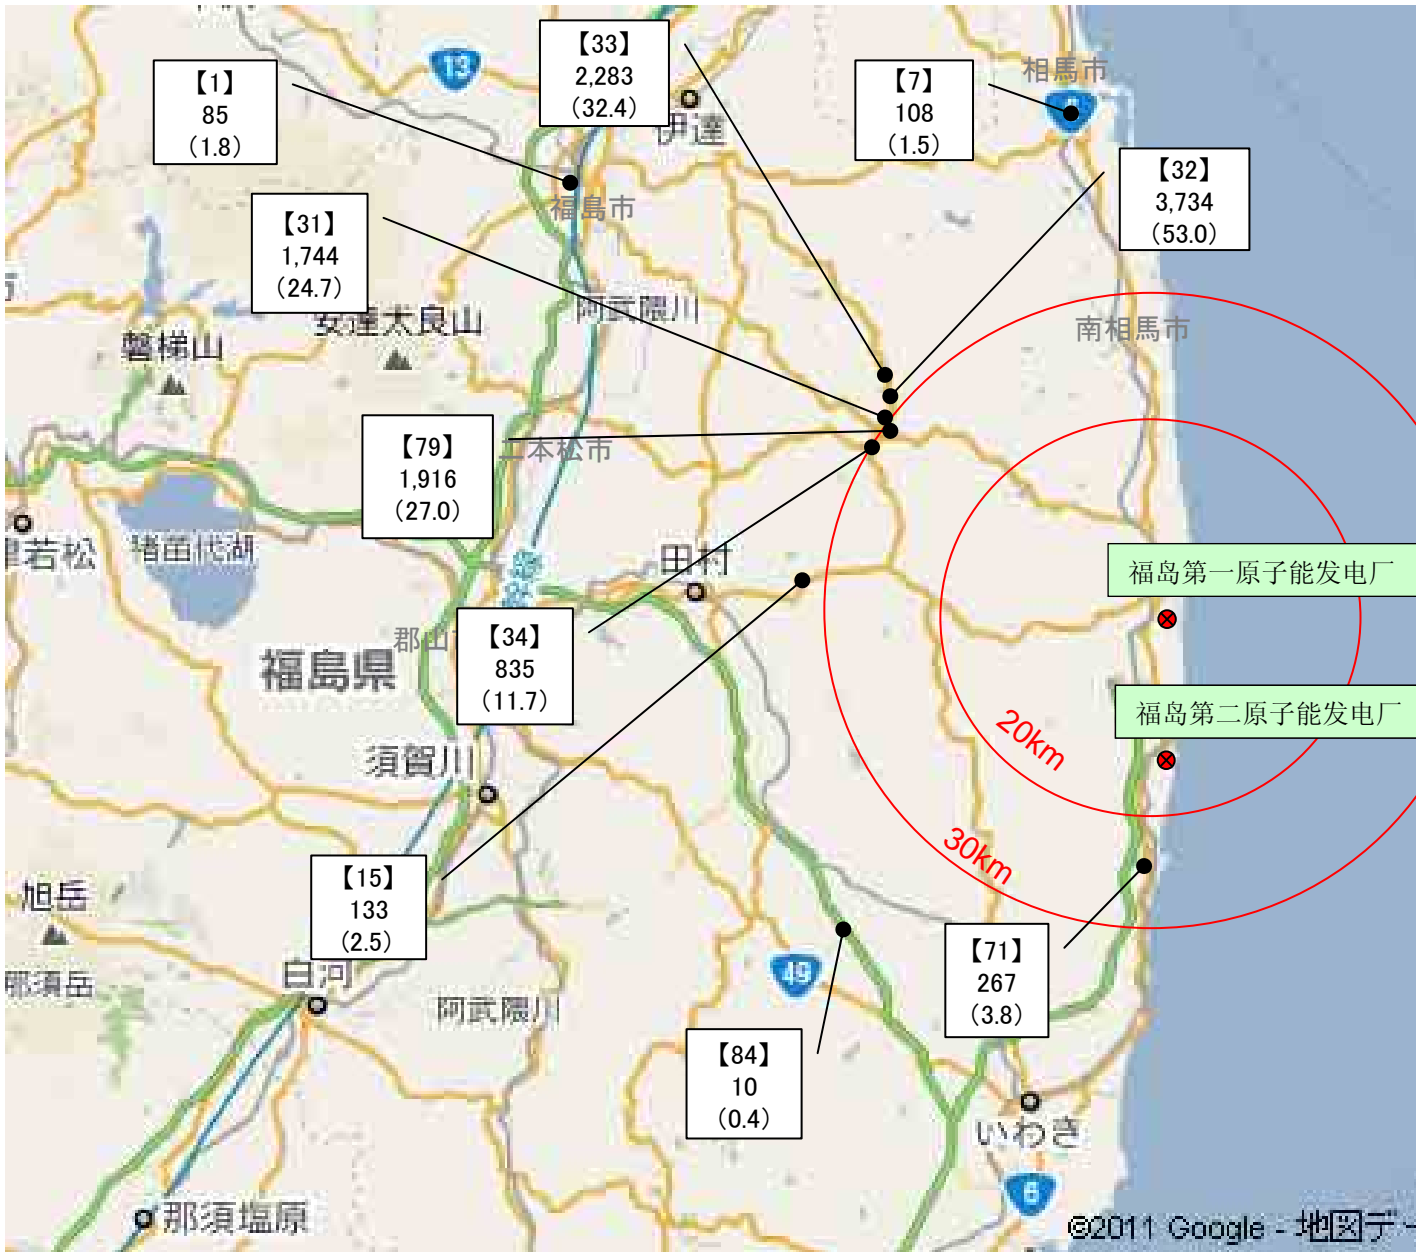 13
【33】
2,283
(32.4)
伊達
【1】
85
(1.8)
【7】
108
(1.5)
相馬市
【32】
3,734
(53.0)
福島市
【31】
1,744
(24.7)
阿武隈川
安達太良山
磐梯山
南相馬市
【79】
1,916
(27.0)
二本松市
若松
猪苗代湖
田村
福岛第一原子能发电厂
郡山
【34】
835
(11.7)
福島県
福岛第二原子能发电厂
20km
須賀川
30km
【15】
133
(2.5)
旭岳
那須岳
白河
阿武隈川
49
【71】
267
(3.8)
【84】
10
(0.4)
いわき
6
那須塩原
©2011 Google - 地図デー